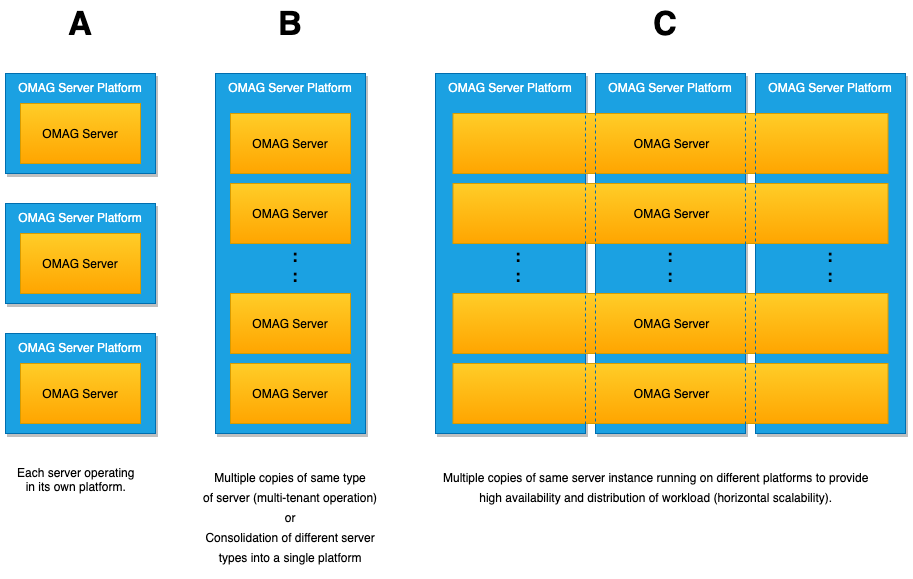 A
B
C
OMAG Server Platform
OMAG Server
OMAG Server Platform
OMAG Server
OMAG Server Platform
OMAG Server
Each server operating
in its own platform.
OMAG Server Platform
OMAG Server
OMAG Server
OMAG Server
OMAG Server
Multiple copies of same type
of server (multi-tenant operation)
or
Consolidation of different server
types into a single platform
OMAG Server Platform
OMAG Server Platform
OMAG Server Platform
OMAG Server
OMAG Server
OMAG Server
OMAG Server
Multiple copies of same server instance running on different platforms to provide
high availability and distribution of workload (horizontal scalability).